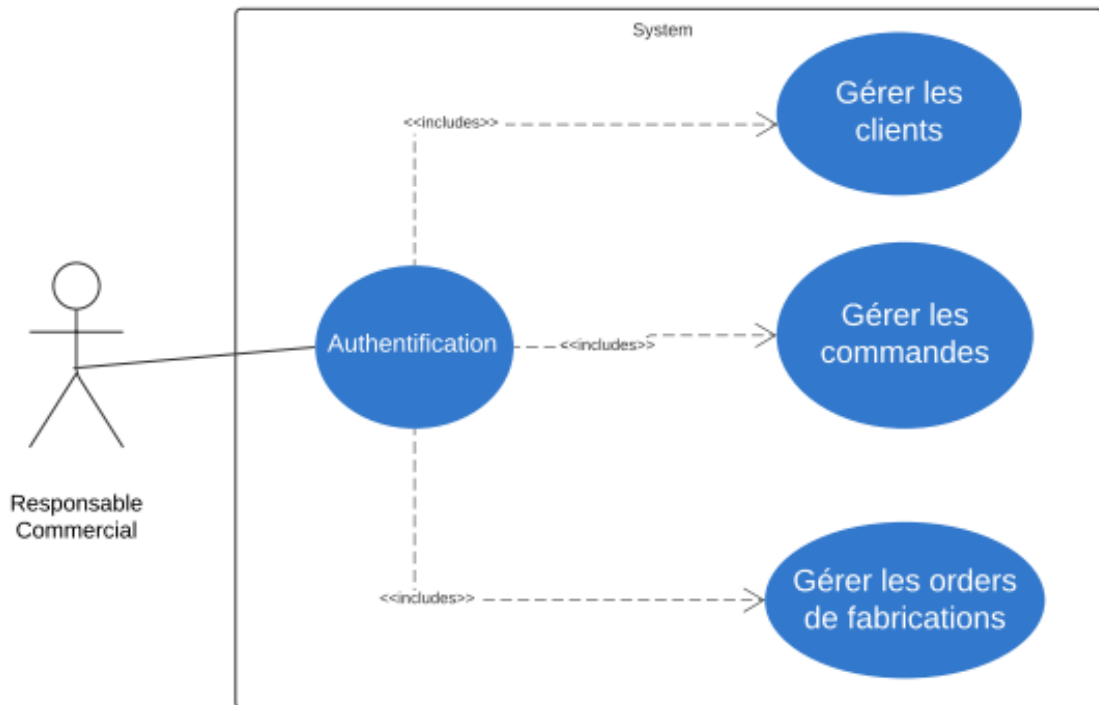 System
Gérer les
clients
<<includes>>
Authentification
<<includes>>
Gérer les
commandes
Responsable
Commercial
<<includes>>
Gérer les orders
de fabrications